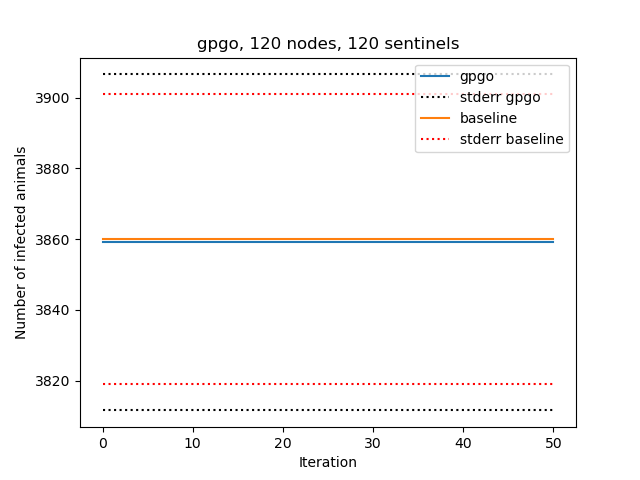 gpgo, 120 nodes, 120 sentinels
gpgo
stderr gpgo
baseline
stderr baseline
Number of infected animals
3900
3880
3860
3840
3820
0 10 20 30 40 50
Iteration